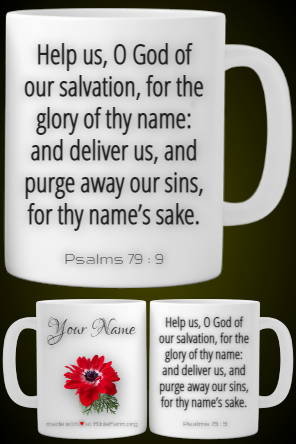 Help us, O God of
our salvation, for the
glory of thy name:
and deliver us, and
purge away our sins,
for thy name's sake.
Psalms 79 : 9
Your Name
made with ♥ at BibleFarm.org
Help us, O God of
our salvation, for the
glory of thy name:
and deliver us, and
purge away our sins,
for thy name's sake.
Psalms 79 : 9